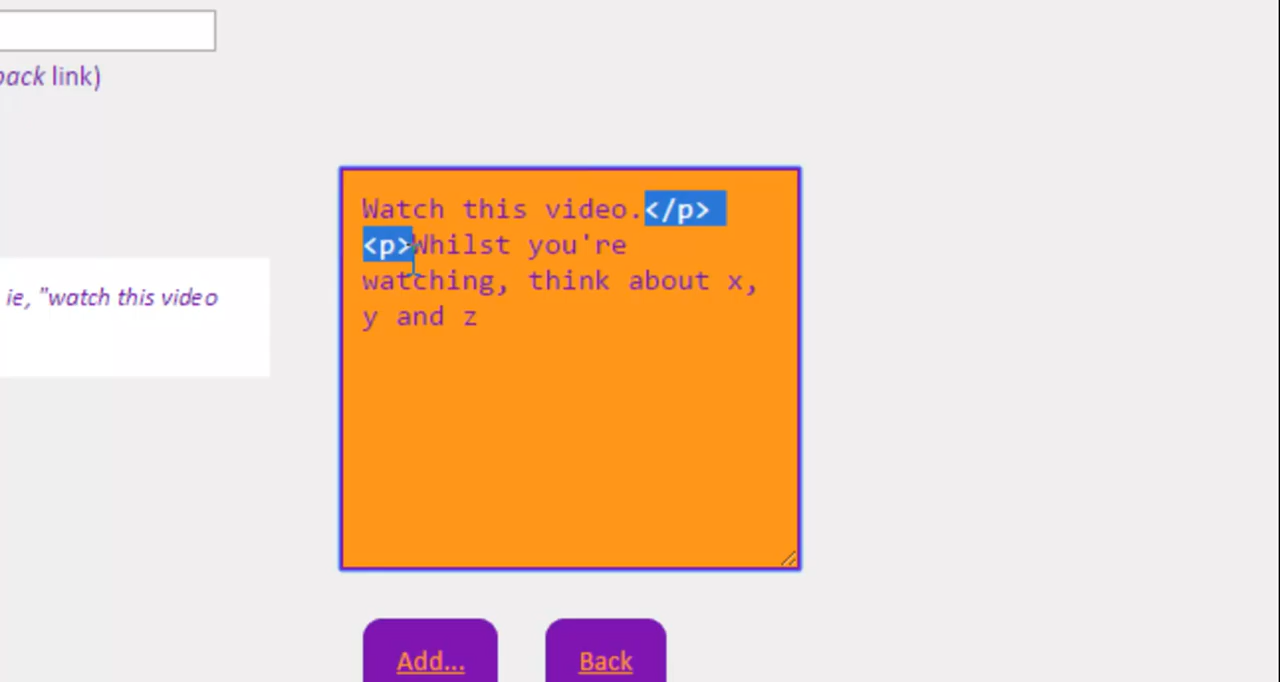 back link)
Watch this video.</p>
<p>Whilst you're
watching, think about x,
y and z
ie, "watch this video
Add...
Back